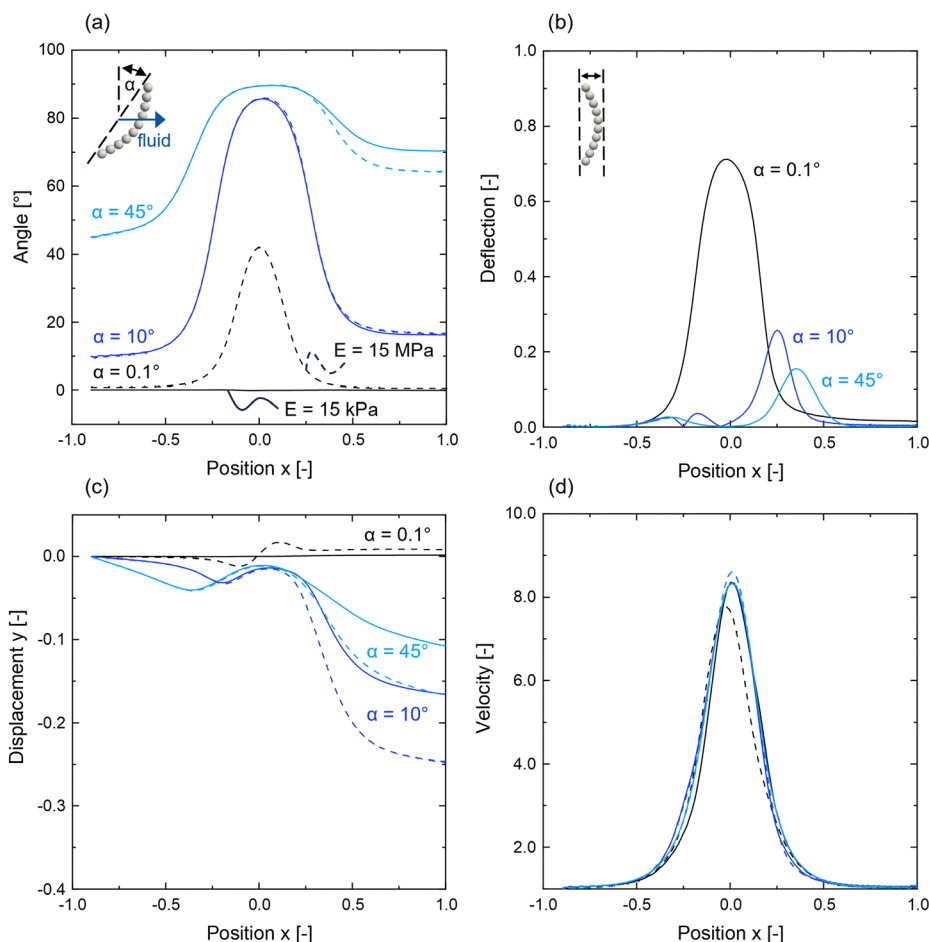 (a)
100
80
60
40
20
0
Angle [°]
α
fluid
α = 45°
α = 10°
α = 0.1°
E = 15 MPa
E = 15 kPa
-1.0
-0.5
0.0
0.5
1.0
Position x [-]
(b)
1.0
0.8
0.6
0.4
0.2
0.0
Deflection [-]
α = 0.1°
α = 10°
α = 45°
-1.0
-0.5
0.0
0.5
1.0
Position x [-]
(c)
0.0
-0.1
-0.2
-0.3
-0.4
Displacement y [-]
α = 0.1°
α = 45°
α = 10°
-1.0
-0.5
0.0
0.5
1.0
Position x [-]
(d)
10.0
8.0
6.0
4.0
2.0
Velocity [-]
-1.0
-0.5
0.0
0.5
1.0
Position x [-]